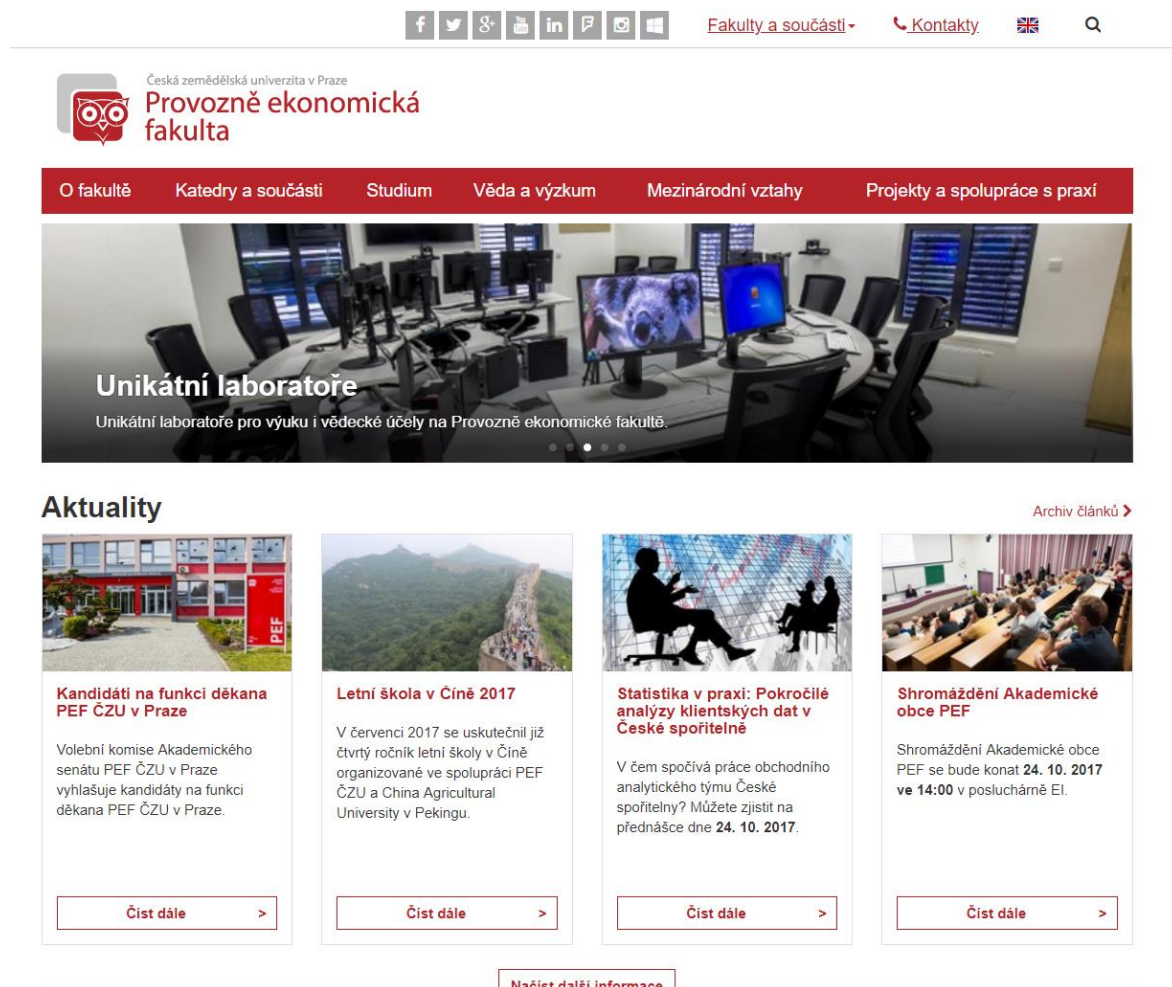 Fakulty a součásti
Kontakty
Česká zemědělská univerzita v Praze
Provozně ekonomická
fakulta
O fakultě
Katedry a součásti
Studium
Věda a výzkum
Mezinárodní vztahy
Projekty a spolupráce s praxí
Unikátní laboratoře
Unikátní laboratoře pro výuku i vědecké účely na Provozně ekonomické fakultě.
Aktuality
Archiv článků
PEF
Kandidáti na funkci děkana
PEF ČZU v Praze
Volební komise Akademického
senátu PEF ČZU v Praze
vyhlašuje kandidáty na funkci
děkana PEF ČZU v Praze.
Číst dále >
Letní škola v Číně 2017
V červenci 2017 se uskutečnil již
čtvrtý ročník letní školy v Číně
organizované ve spolupráci PEF
ČZU a China Agricultural
University v Pekingu.
Číst dále >
Statistika v praxi: Pokročilé
analýzy klientských dat v
České spořitelně
V čem spočívá práce obchodního
analytického týmu České
spořitelny? Můžete zjistit na
přednášce dne 24. 10. 2017.
Číst dále >
Shromáždění Akademické
obce PEF
Shromáždění Akademické obce
PEF se bude konat 24. 10. 2017
ve 14:00 v posluchárně EI.
Číst dále >
Načíst další informace